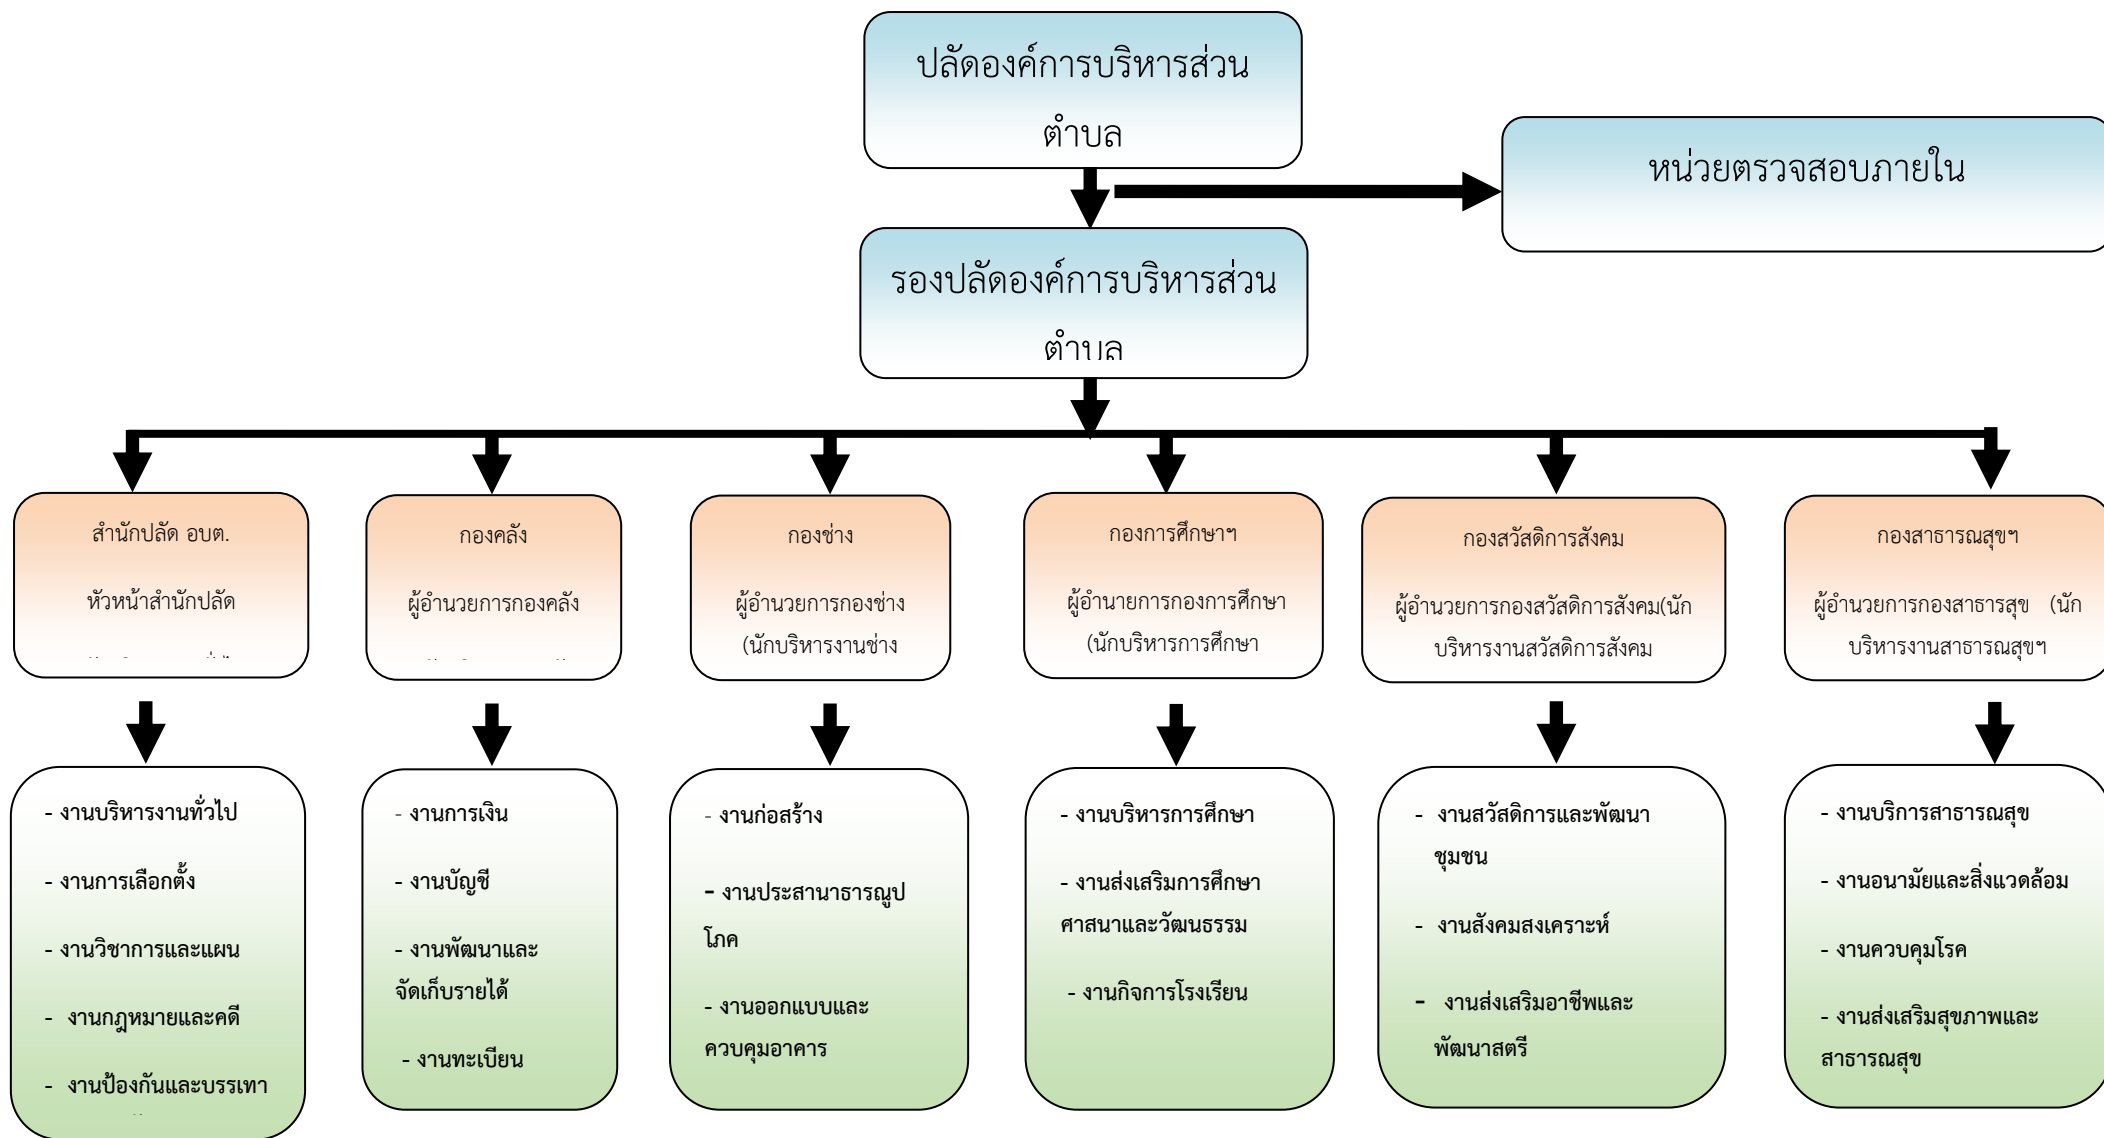 ปลัดองค์การบริหารส่วน
ตำบล
หน่วยตรวจสอบภายใน
รองปลัดองค์การบริหารส่วน
ตำบล
สำนักปลัด อบต.
หัวหน้าสำนักปลัด
กองคลัง
ผู้อำนวยการกองคลัง
กองช่าง
ผู้อำนวยการกองช่าง
(นักบริหารงานช่าง
กองการศึกษาฯ
ผู้อำนายการกองการศึกษา
(นักบริหารการศึกษา
กองสวัสดิการสังคม
ผู้อำนวยการกองสวัสดิการสังคม(นัก
บริหารงานสวัสดิการสังคม
กองสาธารณสุขฯ
ผู้อำนวยการกองสาธารสุข (นัก
บริหารงานสาธารณสุขฯ
- งานบริหารงานทั่วไป
- งานการเลือกตั้ง
- งานวิชาการและแผน
- งานกฎหมายและคดี
- งานป้องกันและบรรเทา
- งานการเงิน
- งานบัญชี
- งานพัฒนาและ
จัดเก็บรายได้
- งานทะเบียน
- งานก่อสร้าง
- งานประสานาธารณูป
โภค
- งานออกแบบและ
ควบคุมอาคาร
- งานบริหารการศึกษา
- งานส่งเสริมการศึกษา
ศาสนาและวัฒนธรรม
- งานกิจการโรงเรียน
- งานสวัสดิการและพัฒนา
ชุมชน
- งานสังคมสงเคราะห์
- งานส่งเสริมอาชีพและ
พัฒนาสตรี
- งานบริการสาธารณสุข
- งานอนามัยและสิ่งแวดล้อม
- งานควบคุมโรค
- งานส่งเสริมสุขภาพและ
สาธารณสุข